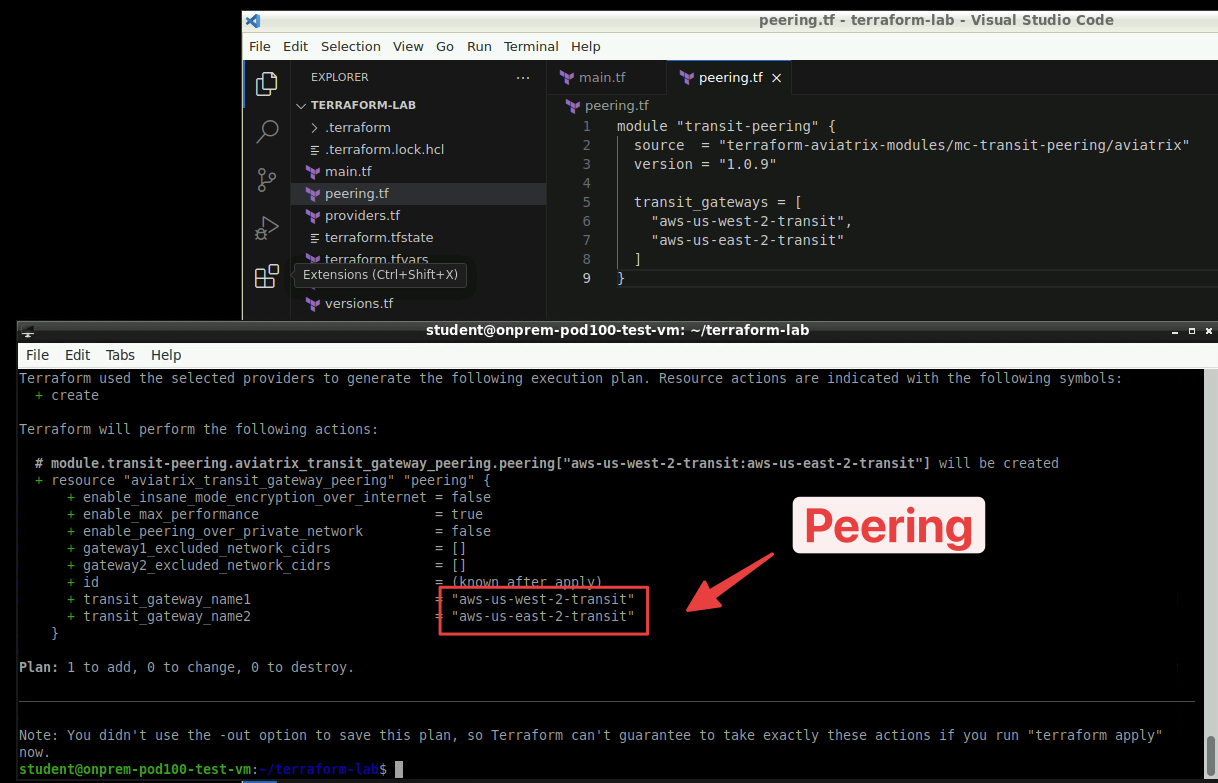 peering.tf - terraform-lab - Visual Studio Code
File Edit Selection View Go Run Terminal Help
EXPLORER ...
TERRAFORM-LAB
.terraform
.terraform.lock.hcl
main.tf
peering.tf
providers.tf
terraform.tfstate
terraform.tfvars
Extensions (Ctrl+Shift+X)
versions.tf
main.tf peering.tf
peering.tf
1 module "transit-peering" {
2 source = "terraform-aviatrix-modules/mc-transit-peering/aviatrix"
3 version = "1.0.9"
4
5 transit_gateways = [
6 "aws-us-west-2-transit",
7 "aws-us-east-2-transit"
8 ]
9 }
student@onprem-pod100-test-vm: ~/terraform-lab
File Edit Tabs Help
Terraform used the selected providers to generate the following execution plan. Resource actions are indicated with the following symbols:
+ create
Terraform will perform the following actions:
# module.transit-peering.aviatrix_transit_gateway_peering.peering["aws-us-west-2-transit:aws-us-east-2-transit"] will be created
+ resource "aviatrix_transit_gateway_peering" "peering" {
+ enable_insane_mode_encryption_over_internet = false
+ enable_max_performance = true
+ enable_peering_over_private_network = false
+ gateway1_excluded_network_cidrs = []
+ gateway2_excluded_network_cidrs = []
+ id = (known after apply)
+ transit_gateway_name1 = "aws-us-west-2-transit"
+ transit_gateway_name2 = "aws-us-east-2-transit"
}
Peering
Plan: 1 to add, 0 to change, 0 to destroy.
Note: You didn't use the -out option to save this plan, so Terraform can't guarantee to take exactly these actions if you run "terraform apply"
now.
student@onprem-pod100-test-vm:~/terraform-lab$